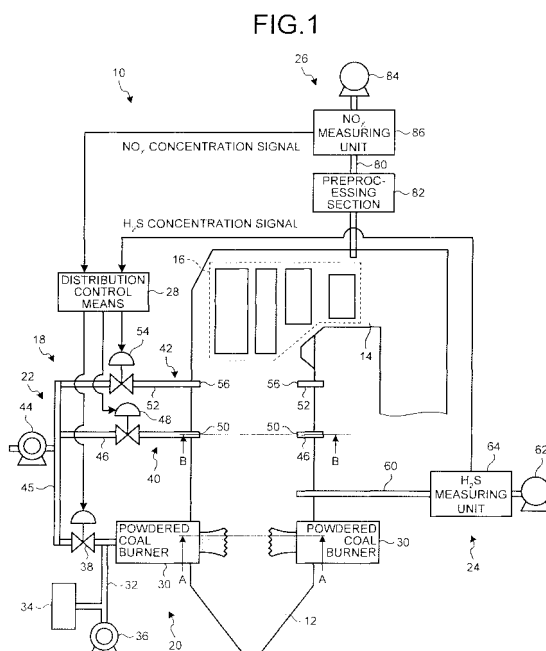 FIG.1
10
26
84
NOx
MEASURING
UNIT
86
NOx CONCENTRATION SIGNAL
80
PREPROC-
ESSING
SECTION
82
H2S CONCENTRATION SIGNAL
16
DISTRIBUTION
CONTROL
MEANS
28
54
18
42
14
22
56
56
52
52
44
48
50
50
46
46
B
B
40
60
64
62
45
H2S
MEASURING
UNIT
POWDERED
COAL
BURNER
POWDERED
COAL
BURNER
30
24
38
A
A
30
32
34
12
36
20